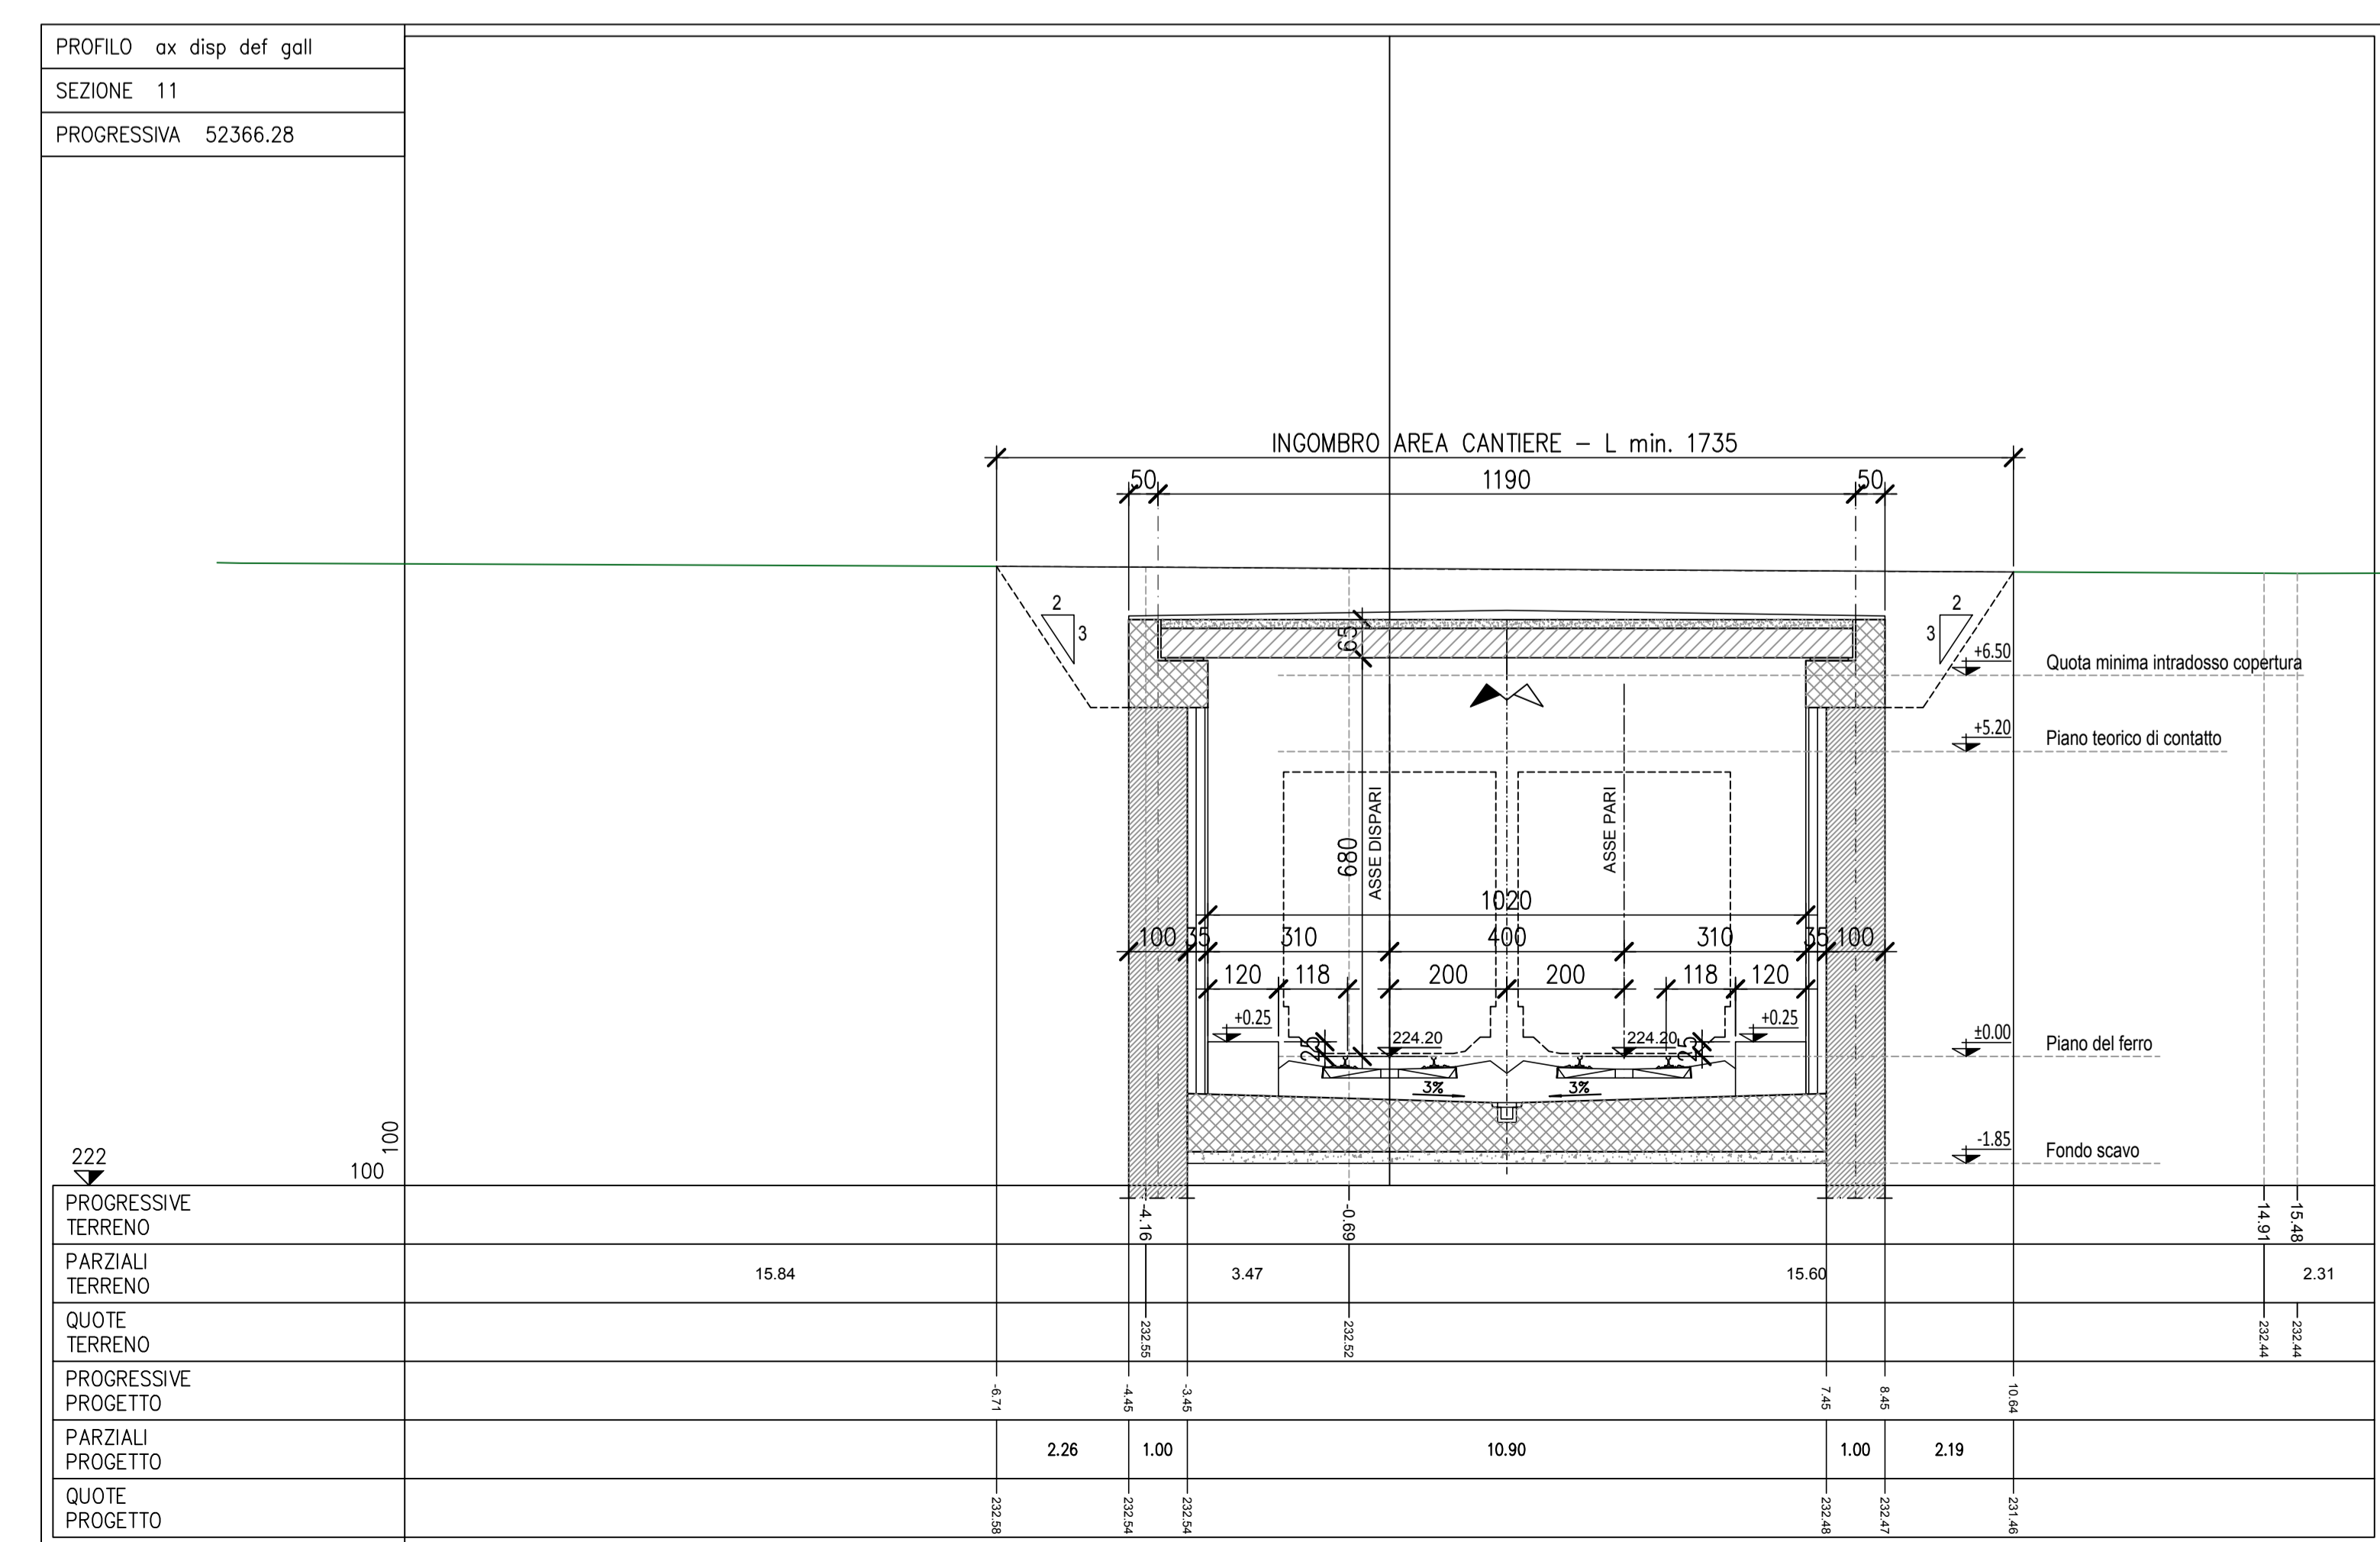 PROFILO ax disp def gall
SEZIONE 11
PROGRESSIVA 52366.28
INGOMBRO AREA CANTIERE – L min. 1735
50 1190 50
2 3 2 3
65
+6.50 Quota minima intradosso copertura
+5.20 Piano teorico di contatto
680 ASSE DISPARI ASSE PARI
1020
100 35 310 400 310 35 100
120 118 200 200 118 120
+0.25 25 224.20 224.20 25 +0.25
±0.00 Piano del ferro
3% 3%
-1.85 Fondo scavo
222 100 100
PROGRESSIVE
TERRENO
-4.16 -0.69 14.91 15.48
PARZIALI
TERRENO
15.84 3.47 15.60 2.31
QUOTE
TERRENO
232.55 232.52 232.44 232.44
PROGRESSIVE
PROGETTO
-6.71 -4.45 -3.45 7.45 8.45 10.64
PARZIALI
PROGETTO
2.26 1.00 10.90 1.00 2.19
QUOTE
PROGETTO
232.58 232.54 232.54 232.48 232.47 231.46